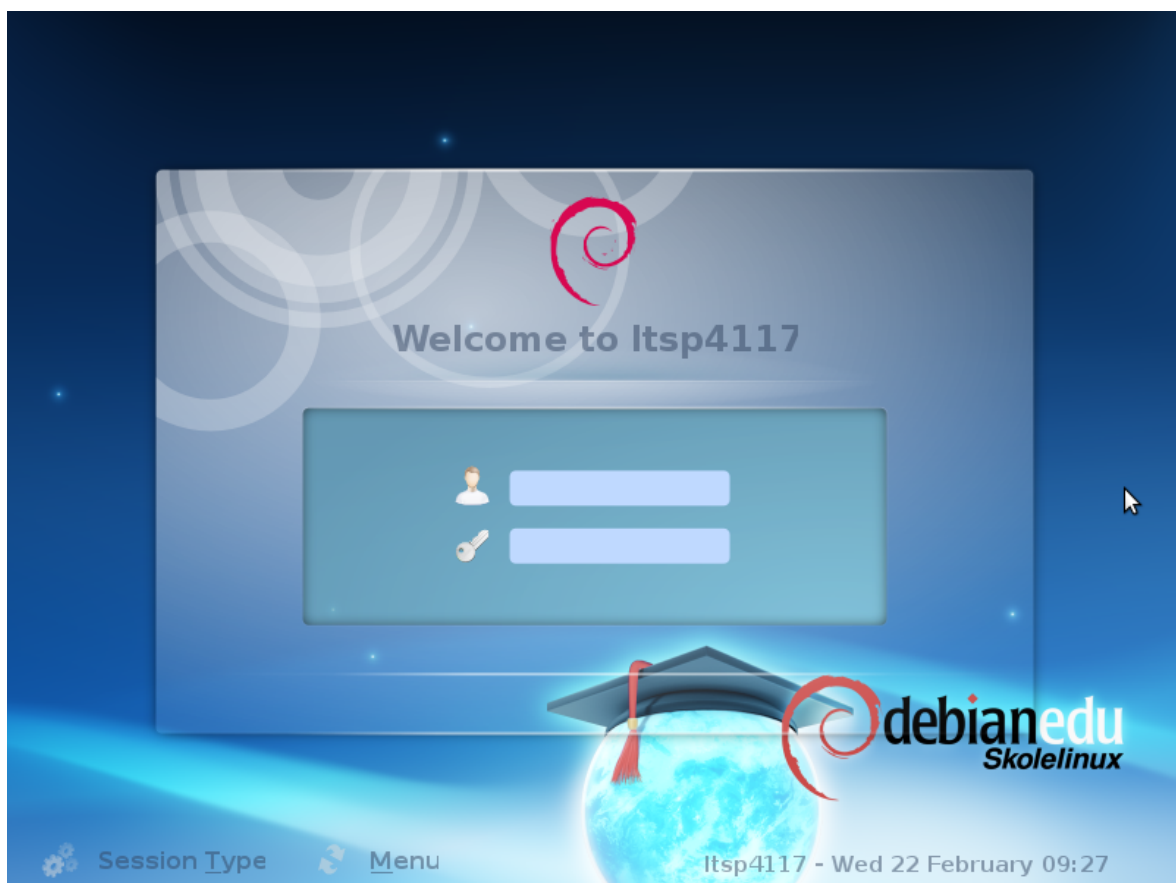 Welcome to ltsp4117
debianedu
Skolelinux
Session Type
Menu
ltsp4117 - Wed 22 February 09:27